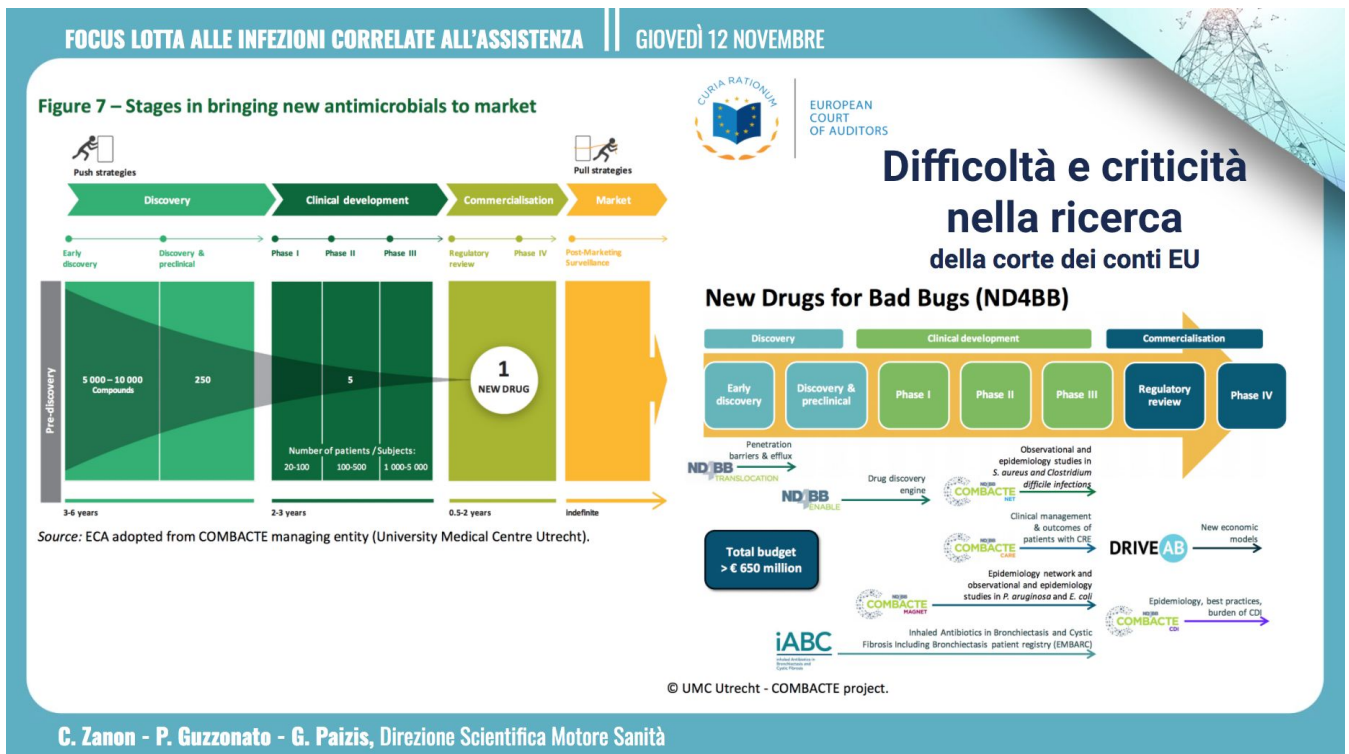 FOCUS LOTTA ALLE INFEZIONI CORRELATE ALL'ASSISTENZA
GIOVEDÌ 12 NOVEMBRE
Figure 7 – Stages in bringing new antimicrobials to market
Push strategies
Pull strategies
Discovery
Clinical development
Commercialisation
Market
Early
discovery
Discovery &
preclinical
Phase I
Phase II
Phase III
Regulatory
review
Phase IV
Post-Marketing
Surveillance
Pre-discovery
5 000 – 10 000
Compounds
250
5
1
NEW DRUG
Number of patients / Subjects:
20-100
100-500
1 000-5 000
3-6 years
2-3 years
0.5-2 years
indefinite
Source: ECA adopted from COMBACTE managing entity (University Medical Centre Utrecht).
CURIA RATIONUM
EUROPEAN
COURT
OF AUDITORS
Difficoltà e criticità
nella ricerca
della corte dei conti EU
New Drugs for Bad Bugs (ND4BB)
Discovery
Clinical development
Commercialisation
Early
discovery
Discovery &
preclinical
Phase I
Phase II
Phase III
Regulatory
review
Phase IV
ND4BB
TRANSLOCATION
Penetration
barriers & efflux
ND4BB
ENABLE
Drug discovery
engine
ND4BB
COMBACTE
NET
Observational and
epidemiology studies in
S. aureus and Clostridium
difficile infections
ND4BB
COMBACTE
CARE
Clinical management
& outcomes of
patients with CRE
DRIVE AB
New economic
models
Total budget
> € 650 million
ND4BB
COMBACTE
MAGNET
Epidemiology network and
observational and epidemiology
studies in P. aruginosa and E. coli
ND4BB
COMBACTE
CDI
Epidemiology, best practices,
burden of CDI
iABC
Inhaled Antibiotics in
Bronchiectasis and
Cystic Fibrosis
Inhaled Antibiotics in Bronchiectasis and Cystic
Fibrosis Including Bronchiectasis patient registry (EMBARC)
© UMC Utrecht - COMBACTE project.
C. Zanon - P. Guzzonato - G. Paizis, Direzione Scientifica Motore Sanità